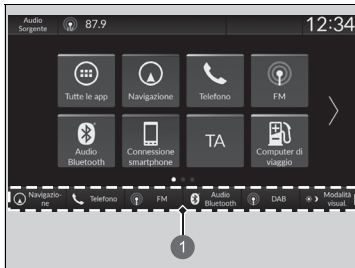 Audio
Sorgente
87.9
12:34
Tutte le app
Navigazione
Telefono
FM
Audio
Bluetooth
Connessione
smartphone
TA
Computer di
viaggio
Navigazio-
ne
Telefono
FM
Audio
Bluetooth
DAB
Modalità
visual.
1